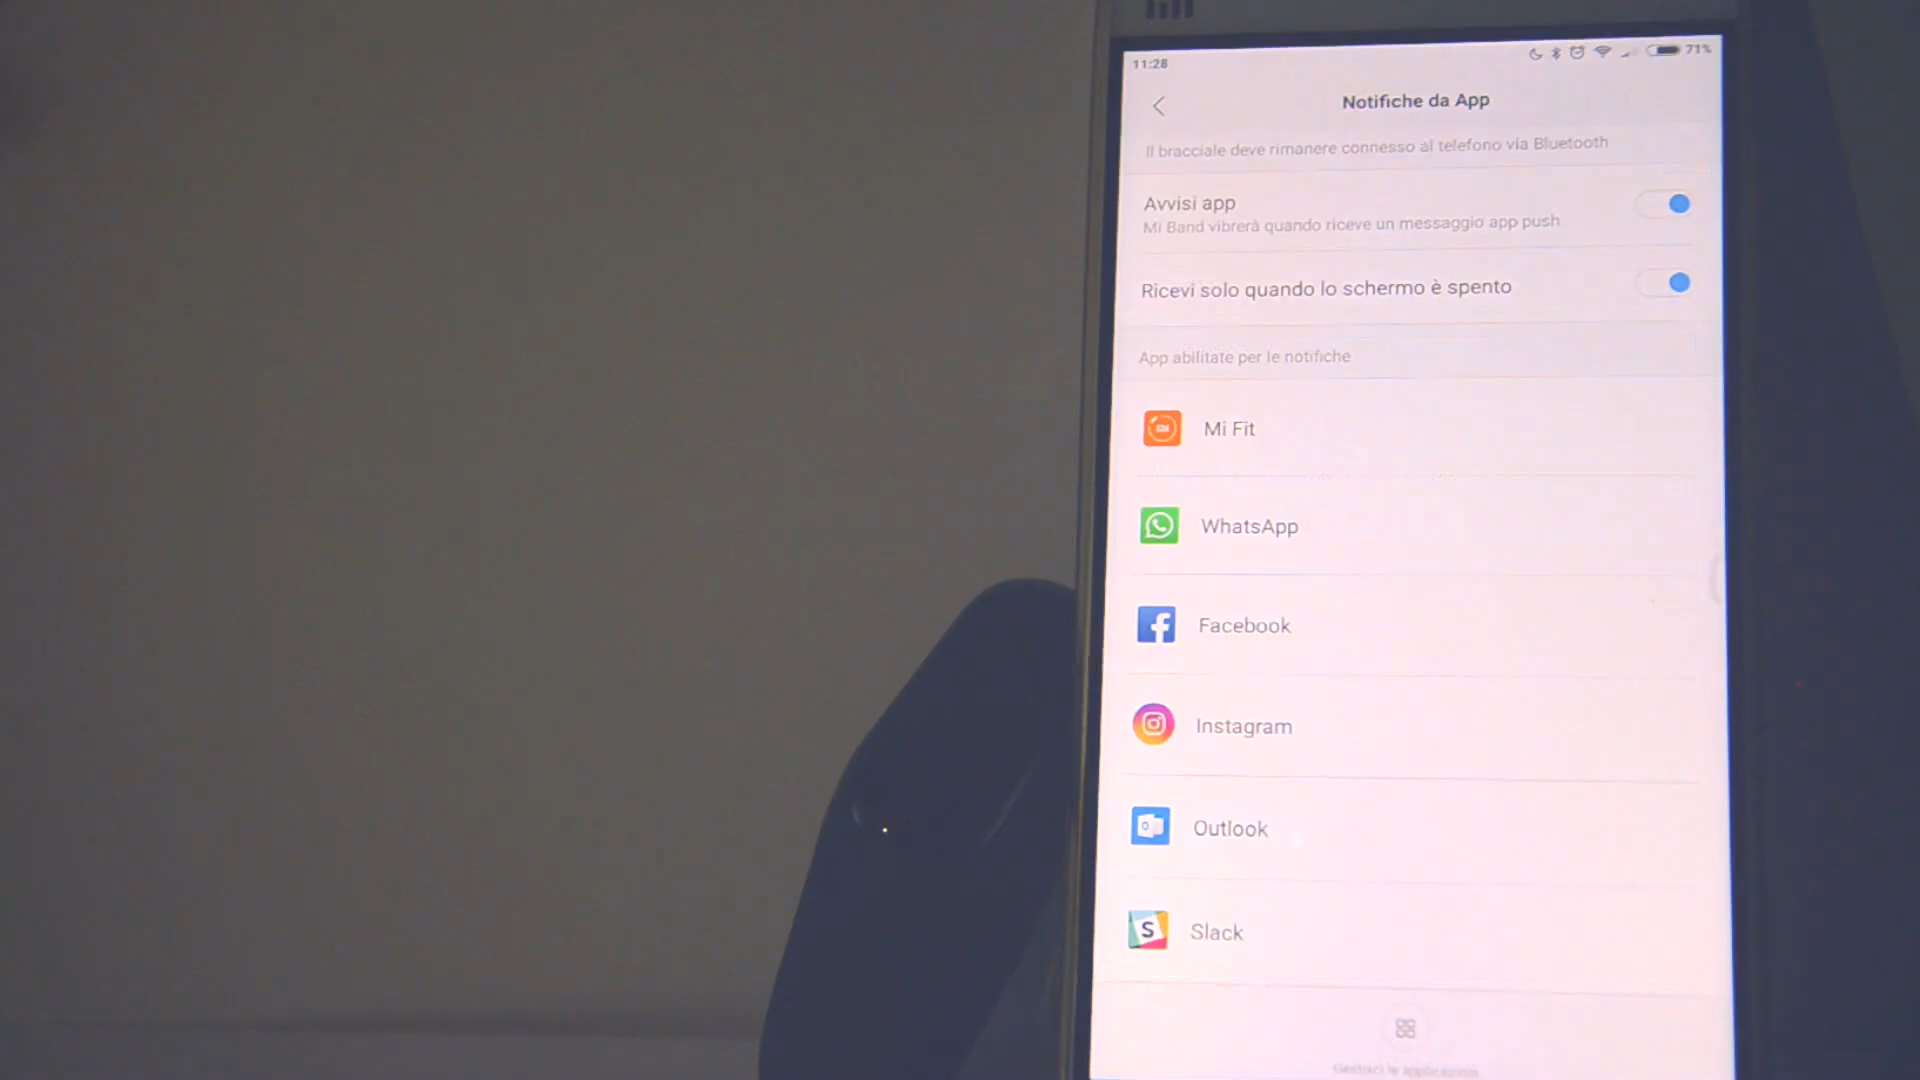 11:28
71%
Notifiche da App
Il bracciale deve rimanere connesso al telefono via Bluetooth
Avvisi app
Mi Band vibrerà quando riceve un messaggio app push
Ricevi solo quando lo schermo è spento
App abilitate per le notifiche
Mi Fit
WhatsApp
Facebook
Instagram
Outlook
Slack